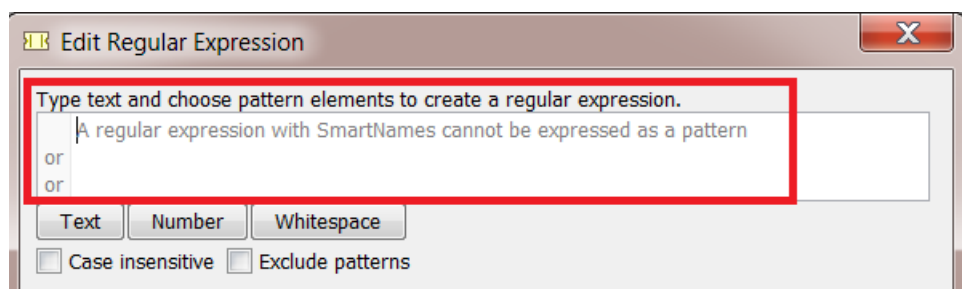 Edit Regular Expression
X
Type text and choose pattern elements to create a regular expression.
A regular expression with SmartNames cannot be expressed as a pattern
or
or
Text Number Whitespace
Case insensitive Exclude patterns